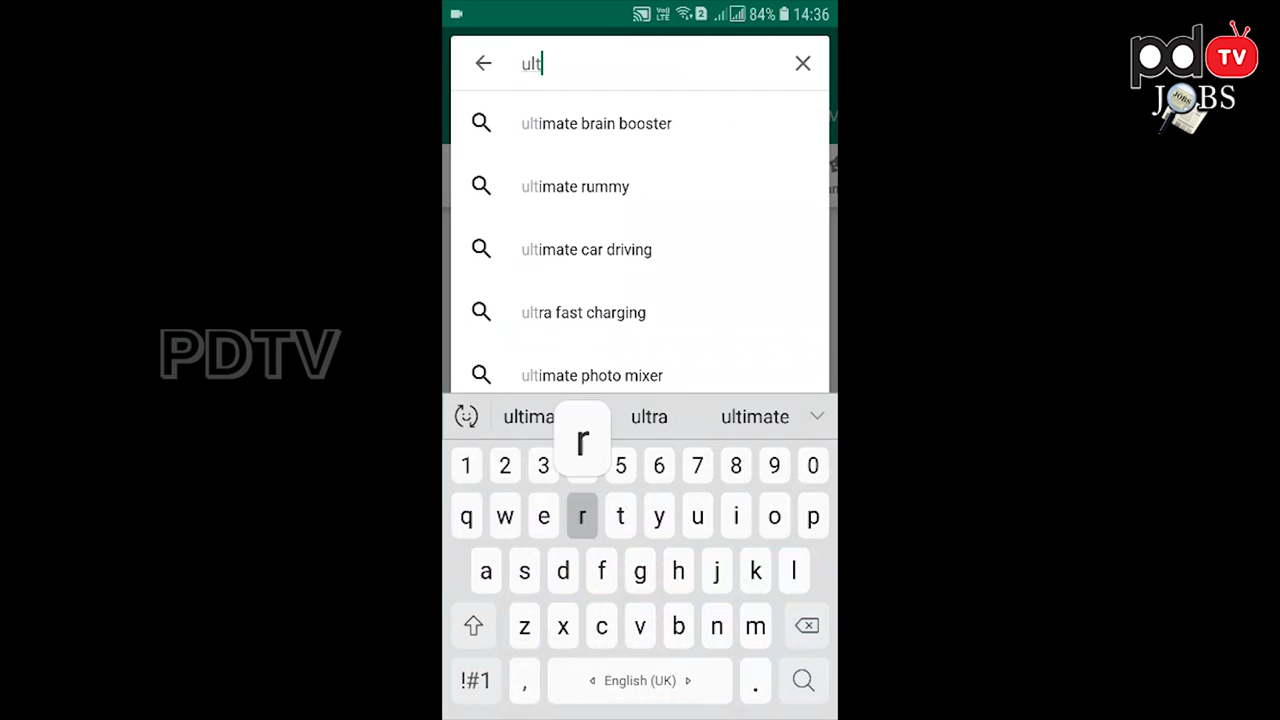 84% 14:36
pd TV
JOBS
JOBS
ult
ultimate brain booster
ultimate rummy
ultimate car driving
ultra fast charging
ultimate photo mixer
PDTV
ultima ultra ultimate
r
1 2 3 5 6 7 8 9 0
q w e r t y u i o p
a s d f g h j k l
z x c v b n m
!#1 , English (UK) .